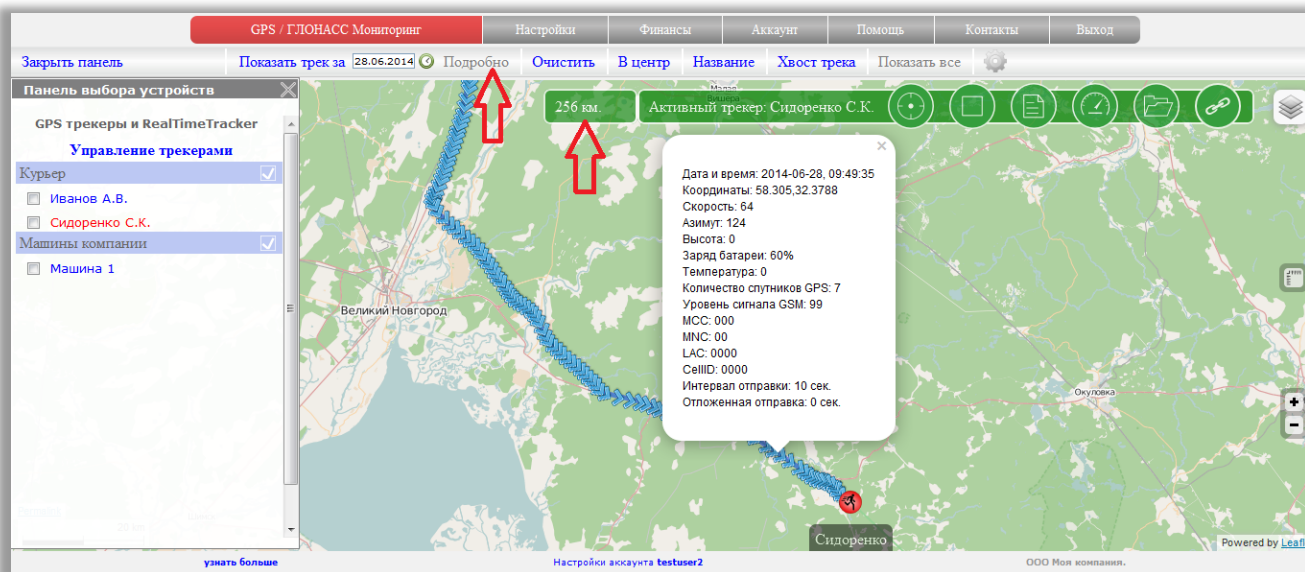 GPS / ГЛОНАСС Мониторинг Настройки Финансы Аккаунт Помощь Контакты Выход
Закрыть панель Показать трек за 28.06.2014 Подробно Очистить В центр Название Хвост трека Показать все
Панель выбора устройств
GPS трекеры и RealTimeTracker
Управление трекерами
Курьер
Иванов А.В.
Сидоренко С.К.
Машины компании
Машина 1
Малая
Вишера
256 км. Активный трекер: Сидоренко С.К.
Дата и время: 2014-06-28, 09:49:35
Координаты: 58.305,32.3788
Скорость: 64
Азимут: 124
Высота: 0
Заряд батареи: 60%
Температура: 0
Количество спутников GPS: 7
Уровень сигнала GSM: 99
MCC: 000
MNC: 00
LAC: 0000
CellID: 0000
Интервал отправки: 10 сек.
Отложенная отправка: 0 сек.
Великий Новгород
Окуловка
Сидоренко
Powered by Leafl
узнать больше Настройки аккаунта testuser2 ООО Моя компания.